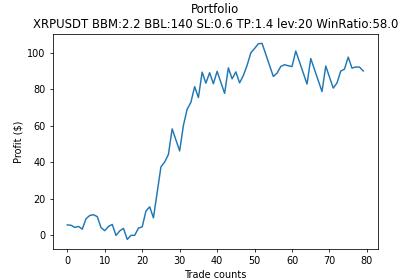 Portfolio
XRPUSDT BBM:2.2 BBL:140 SL:0.6 TP:1.4 lev:20 WinRatio:58.0
100
80
60
40
20
0
Profit ($)
0 10 20 30 40 50 60 70 80
Trade counts